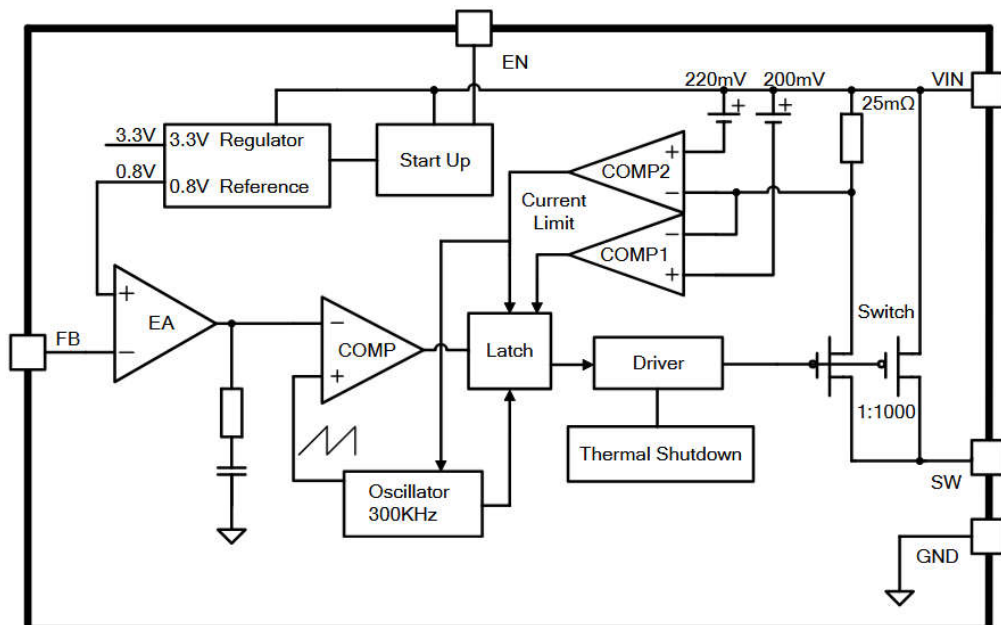 EN
220mV 200mV VIN
25mΩ
3.3V 3.3V Regulator
Start Up
0.8V 0.8V Reference
+
+
+
COMP2
−
Current
Limit
−
COMP1
+
+
EA
−
FB
−
COMP
+
Latch
Driver
Switch
1:1000
Thermal Shutdown
Oscillator
300KHz
SW
GND